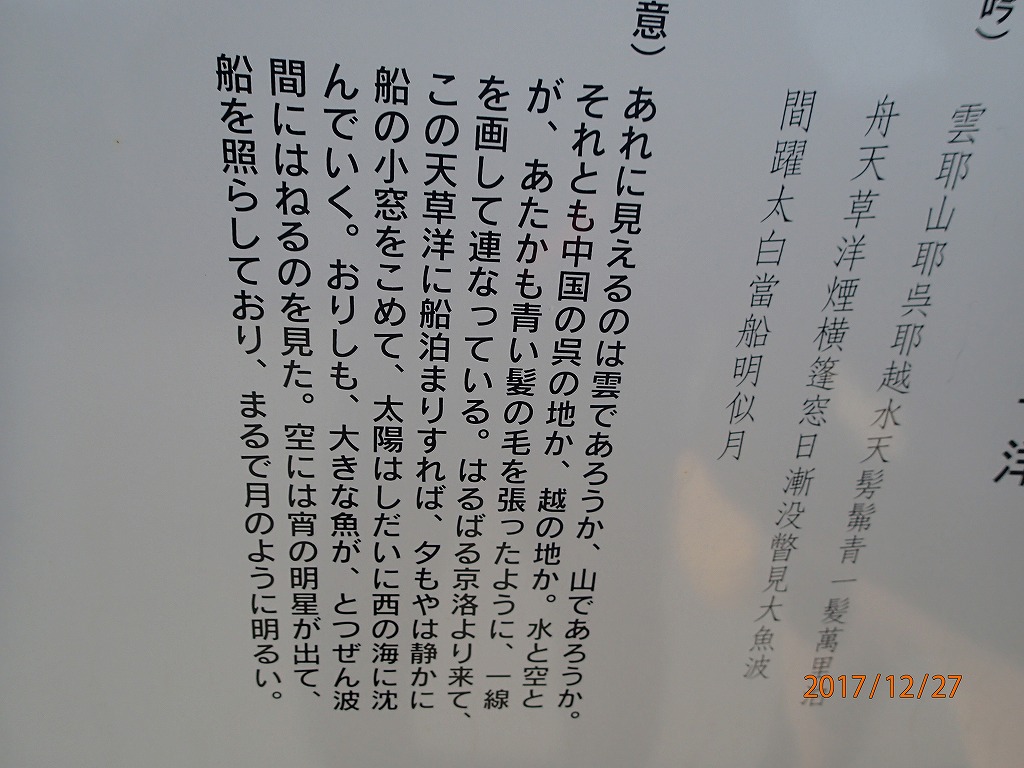 洋
吟）
雲耶山耶呉耶越水天髣髴青一髪萬里泊
舟天草洋煙横篷窓日漸没瞥見大魚波
間躍太白當船明似月
意）
あれに見えるのは雲であろうか、山であろうか。
それとも中国の呉の地か、越の地か。水と空と
が、あたかも青い髪の毛を張ったように、一線
を画して連なっている。はるばる京洛より来て、
この天草洋に船泊まりすれば、夕もやは静かに
船の小窓をこめて、太陽はしだいに西の海に沈
んでいく。おりしも、大きな魚が、とつぜん波
間にはねるのを見た。空には宵の明星が出て、
船を照らしており、まるで月のように明るい。
2017/12/27